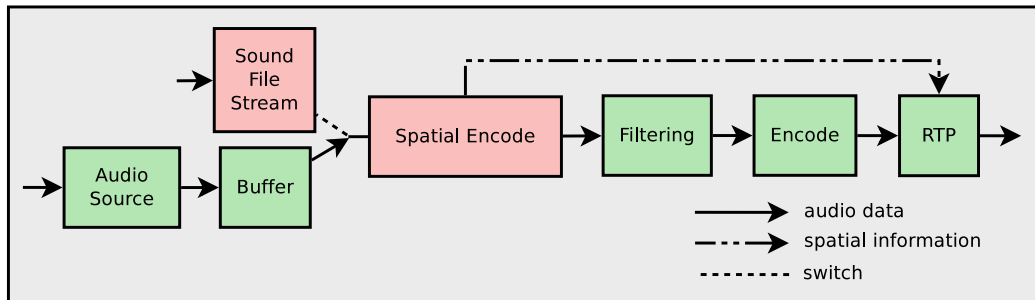 Sound
File
Stream
Spatial Encode
Filtering
Encode
RTP
Audio
Source
Buffer
audio data
spatial information
switch